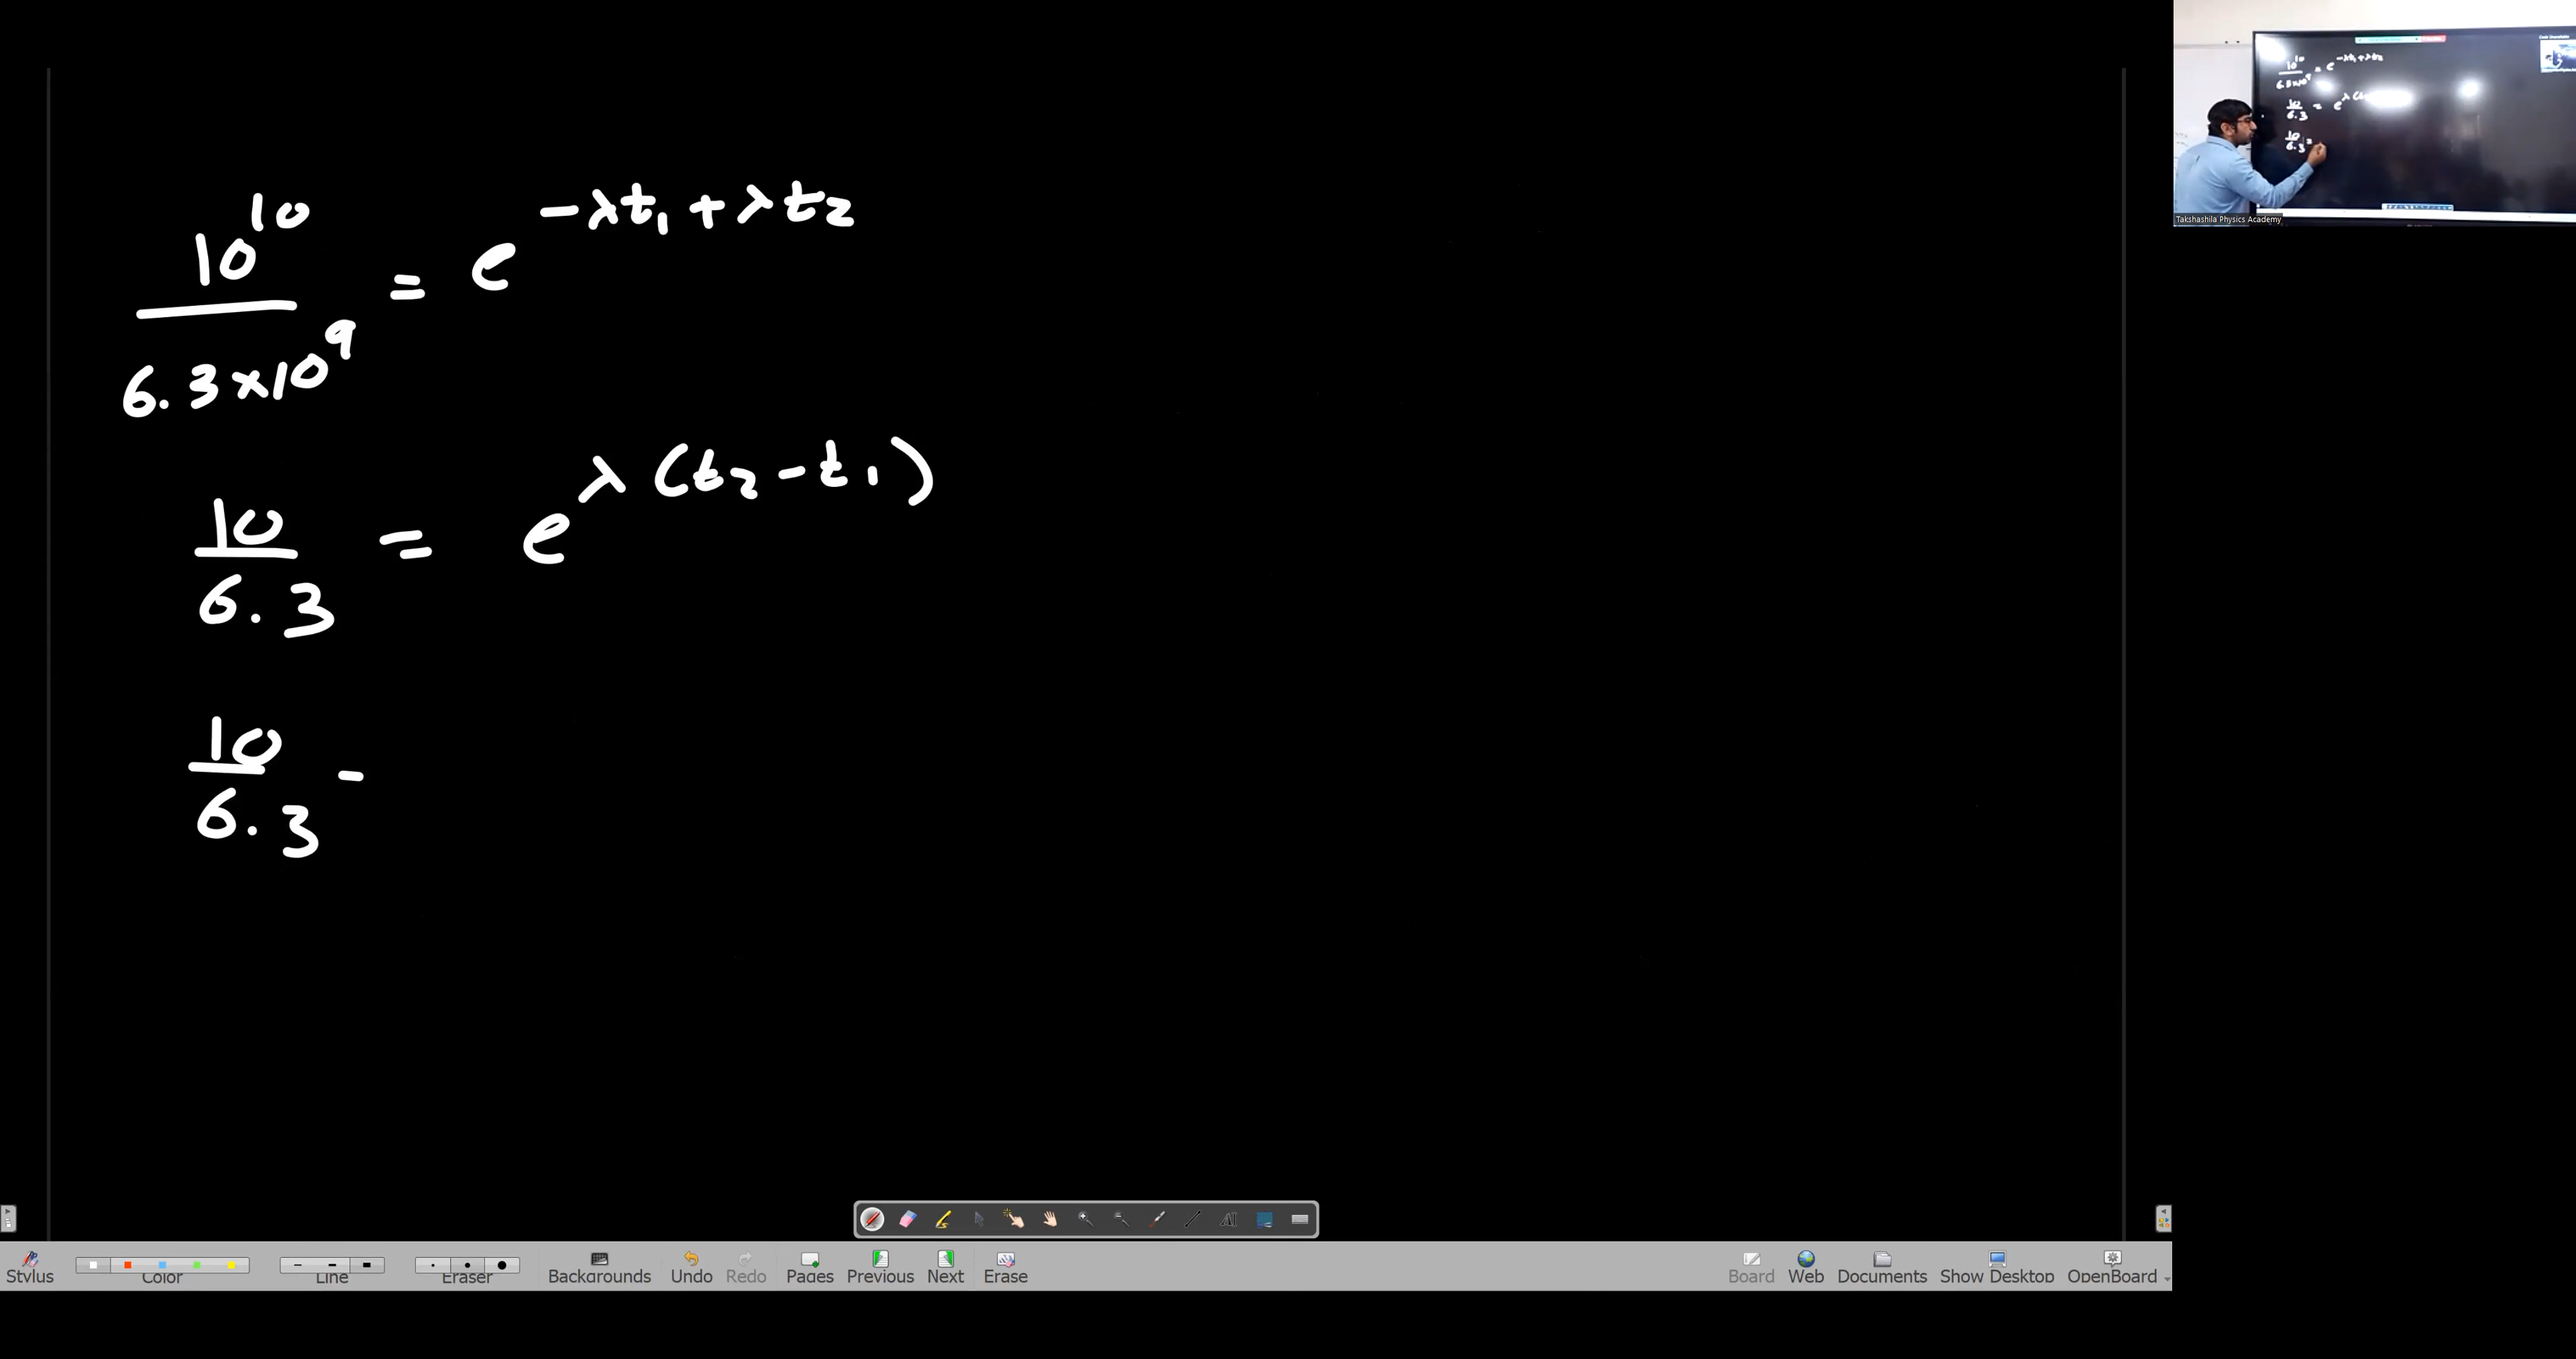 10^10 / 6.3×10^9 = e^(-λt₁+λt₂)
10/6.3 = e^λ(t₂-t₁)
10/6.3 -
Takshashila Physics Academy
Stylus Color Line Eraser Backgrounds Undo Redo Pages Previous Next Erase Board Web Documents Show Desktop OpenBoard